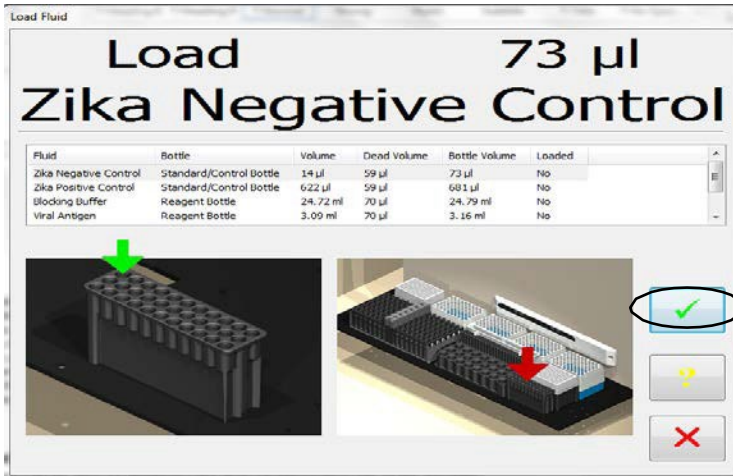 Load Fluid
Load 73 µl
Zika Negative Control
Fluid Bottle Volume Dead Volume Bottle Volume Loaded
Zika Negative Control Standard/Control Bottle 14 µl 59 µl 73 µl No
Zika Positive Control Standard/Control Bottle 622 µl 59 µl 681 µl No
Blocking Buffer Reagent Bottle 24.72 ml 70 µl 24.79 ml No
Viral Antigen Reagent Bottle 3.09 ml 70 µl 3.16 ml No
?